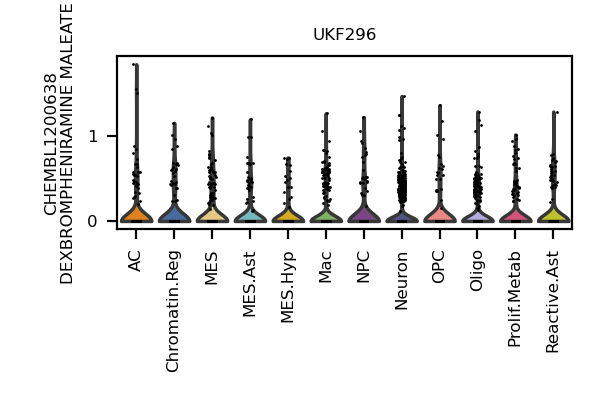 UKF296
CHEMBL1200638
DEXBROMPHENIRAMINE MALEATE
1
0
AC
Chromatin.Reg
MES
MES.Ast
MES.Hyp
Mac
NPC
Neuron
OPC
Oligo
Prolif.Metab
Reactive.Ast